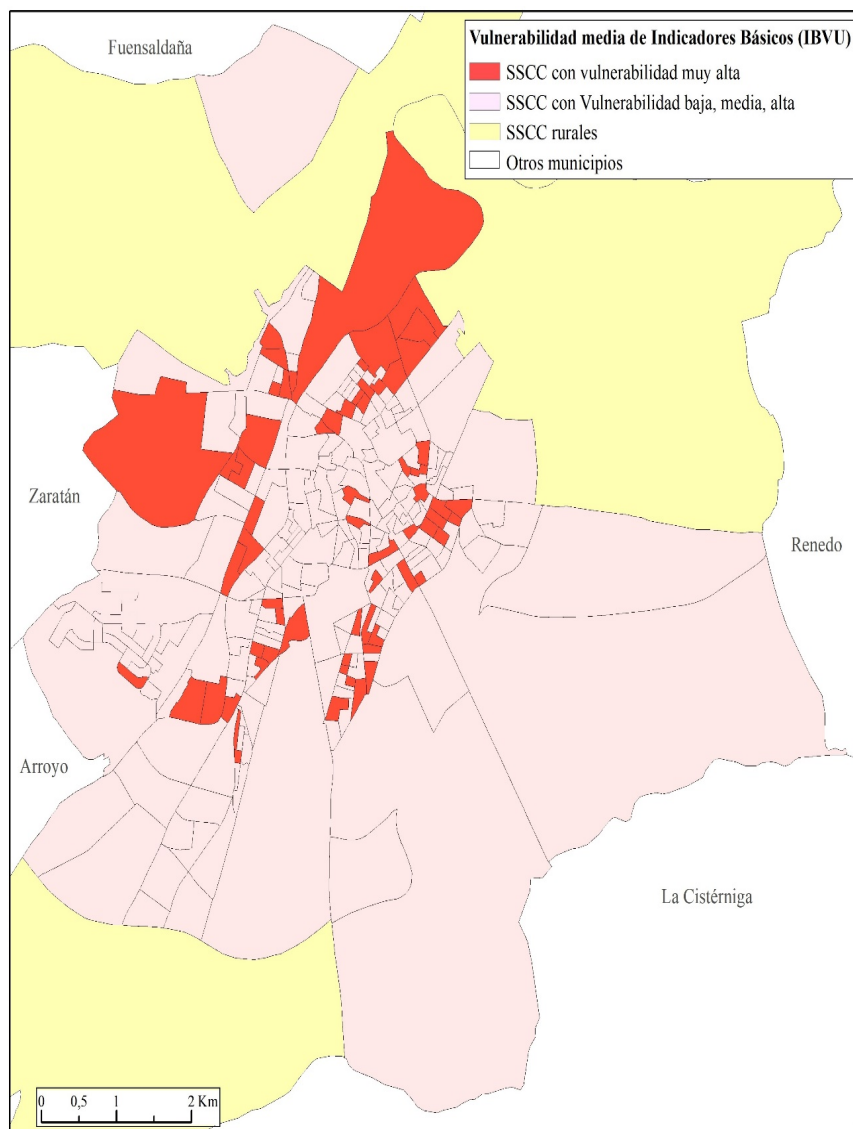 Fuensaldaña
Vulnerabilidad media de Indicadores Básicos (IBVU)
SSCC con vulnerabilidad muy alta
SSCC con Vulnerabilidad baja, media, alta
SSCC rurales
Otros municipios
Zaratán
Renedo
Arroyo
La Cistérniga
0 0,5 1 2 Km